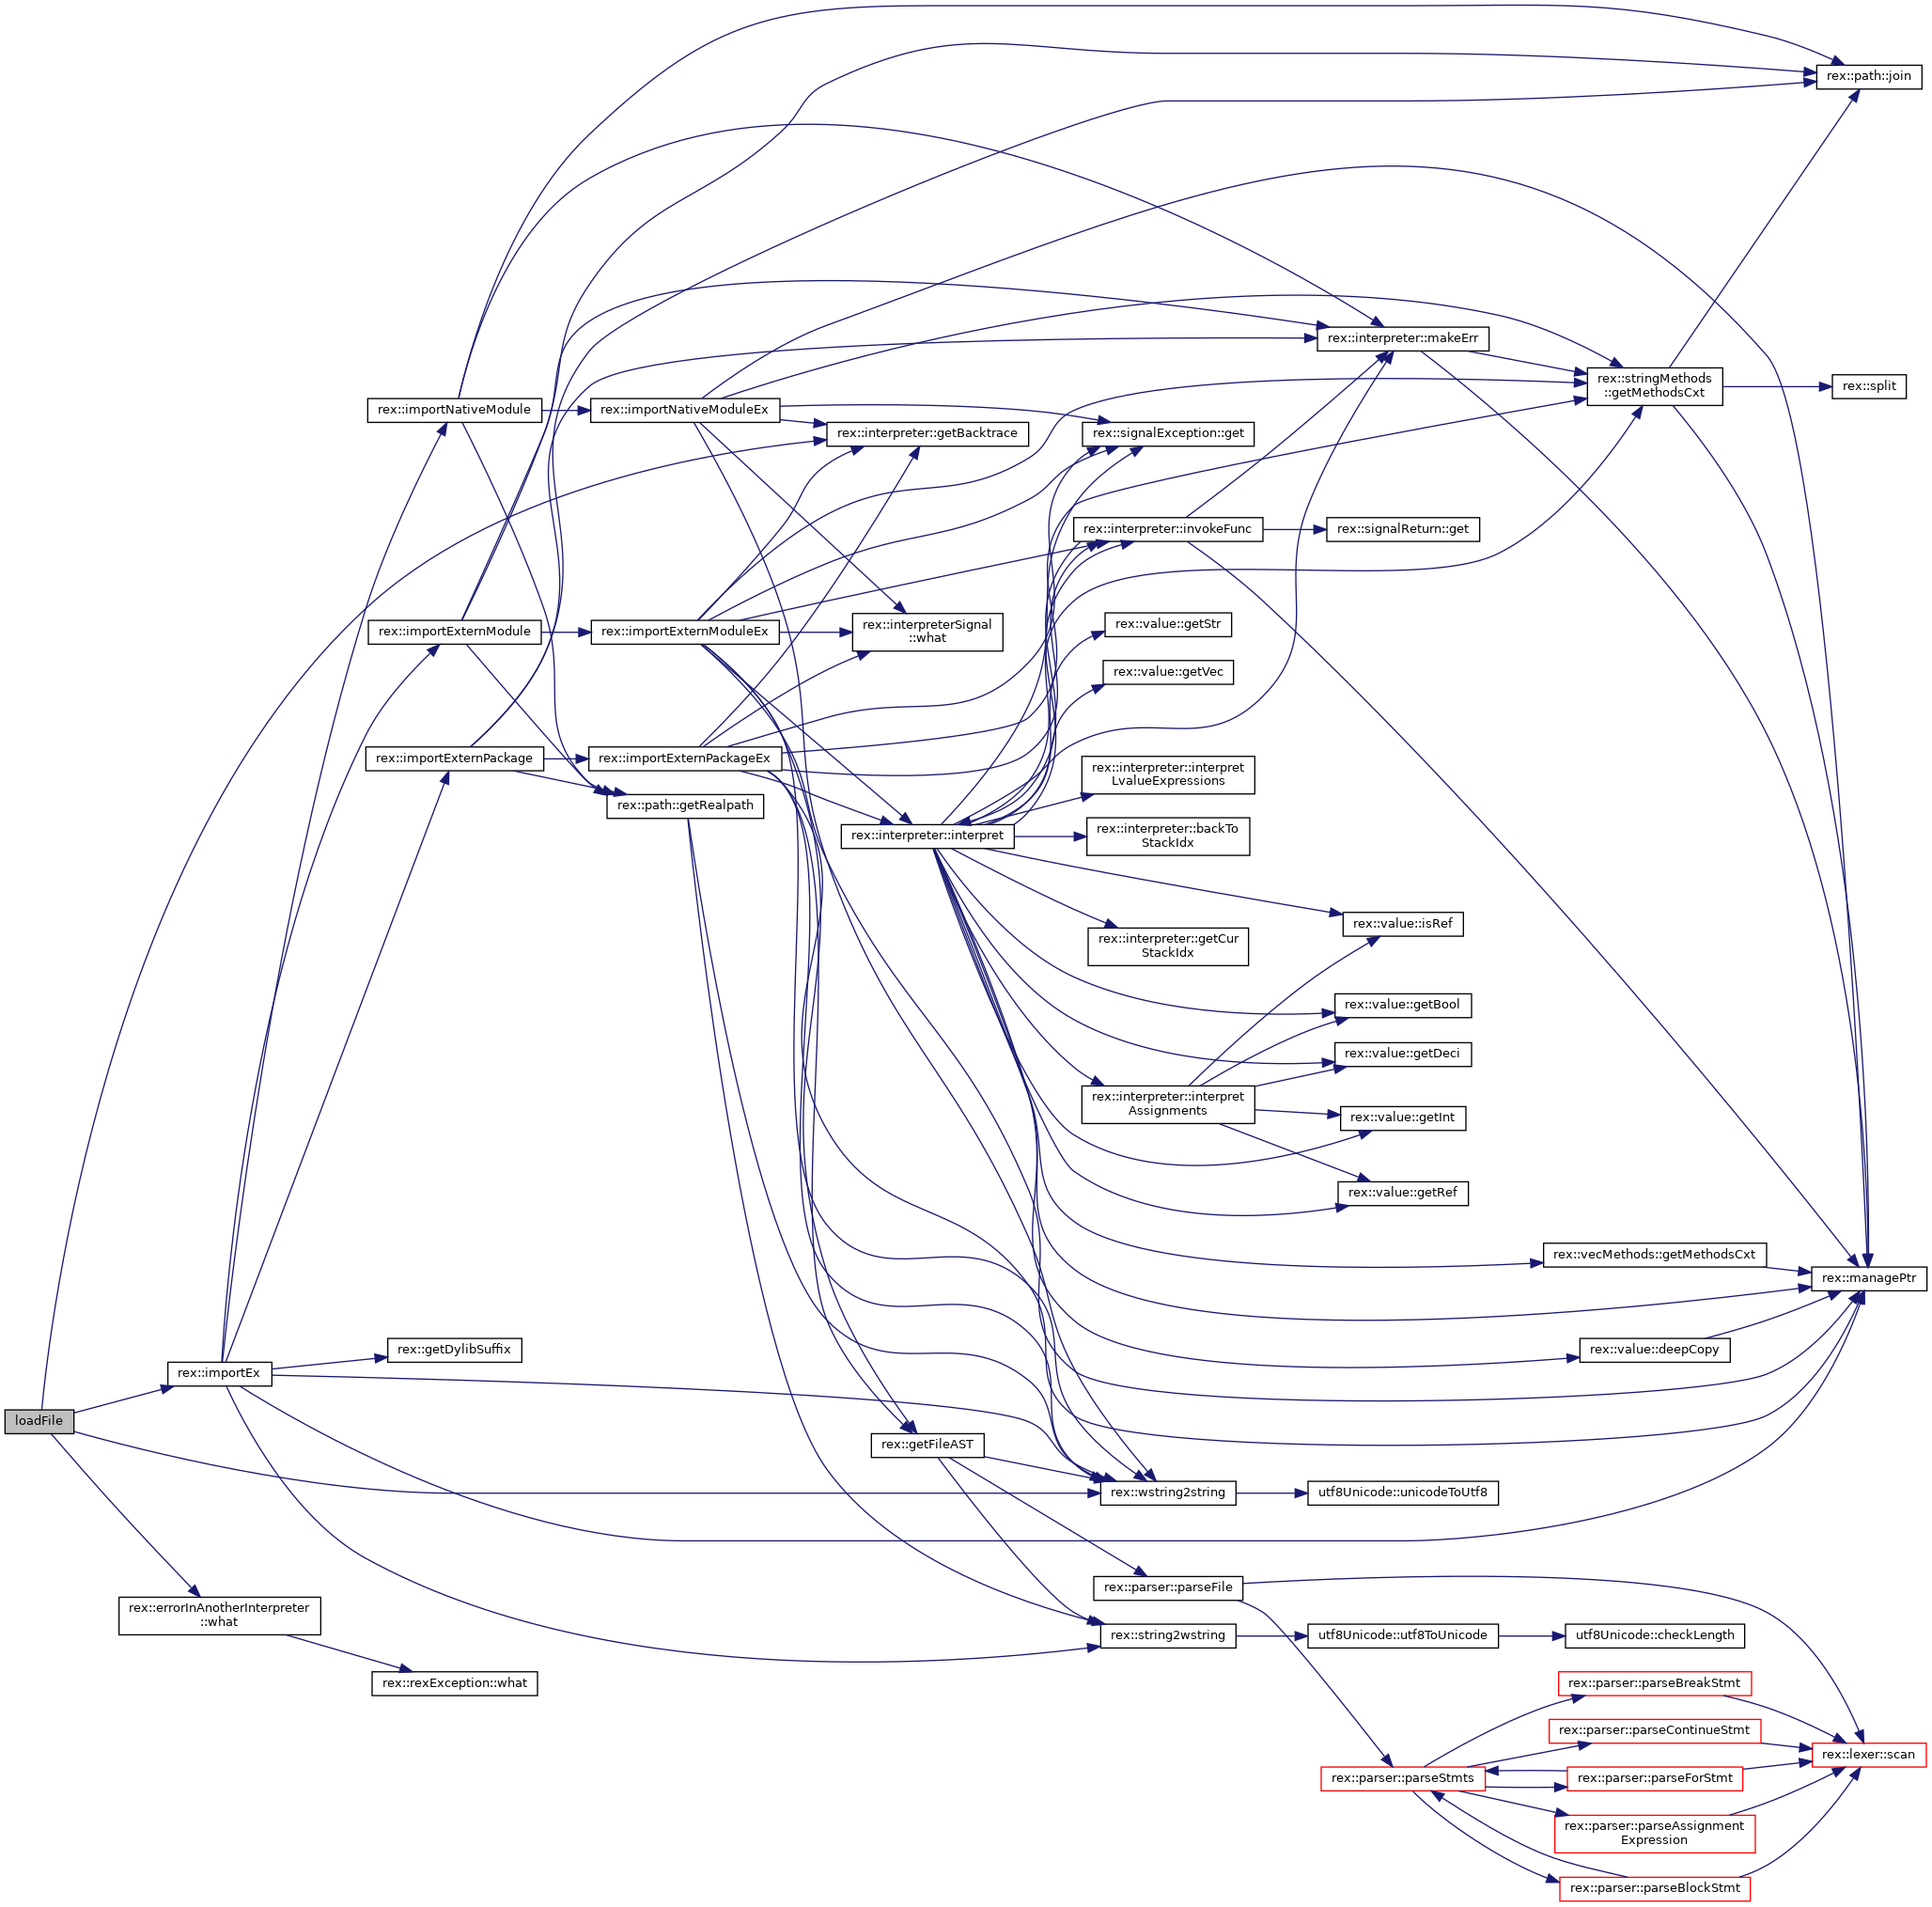 rex::path::join
rex::interpreter::makeErr
rex::stringMethods
::getMethodsCxt
rex::split
rex::importNativeModule
rex::importNativeModuleEx
rex::interpreter::getBacktrace
rex::signalException::get
rex::interpreter::invokeFunc
rex::signalReturn::get
rex::importExternModule
rex::importExternModuleEx
rex::interpreterSignal
::what
rex::value::getStr
rex::value::getVec
rex::importExternPackage
rex::importExternPackageEx
rex::interpreter::interpret
LvalueExpressions
rex::path::getRealpath
rex::interpreter::interpret
rex::interpreter::backTo
StackIdx
rex::value::isRef
rex::interpreter::getCur
StackIdx
rex::value::getBool
rex::value::getDeci
rex::interpreter::interpret
Assignments
rex::value::getInt
rex::value::getRef
rex::vecMethods::getMethodsCxt
rex::managePtr
rex::getDylibSuffix
rex::value::deepCopy
rex::importEx
loadFile
rex::getFileAST
rex::wstring2string
utf8Unicode::unicodeToUtf8
rex::parser::parseFile
rex::errorInAnotherInterpreter
::what
rex::string2wstring
utf8Unicode::utf8ToUnicode
utf8Unicode::checkLength
rex::rexException::what
rex::parser::parseBreakStmt
rex::parser::parseContinueStmt
rex::lexer::scan
rex::parser::parseStmts
rex::parser::parseForStmt
rex::parser::parseAssignment
Expression
rex::parser::parseBlockStmt